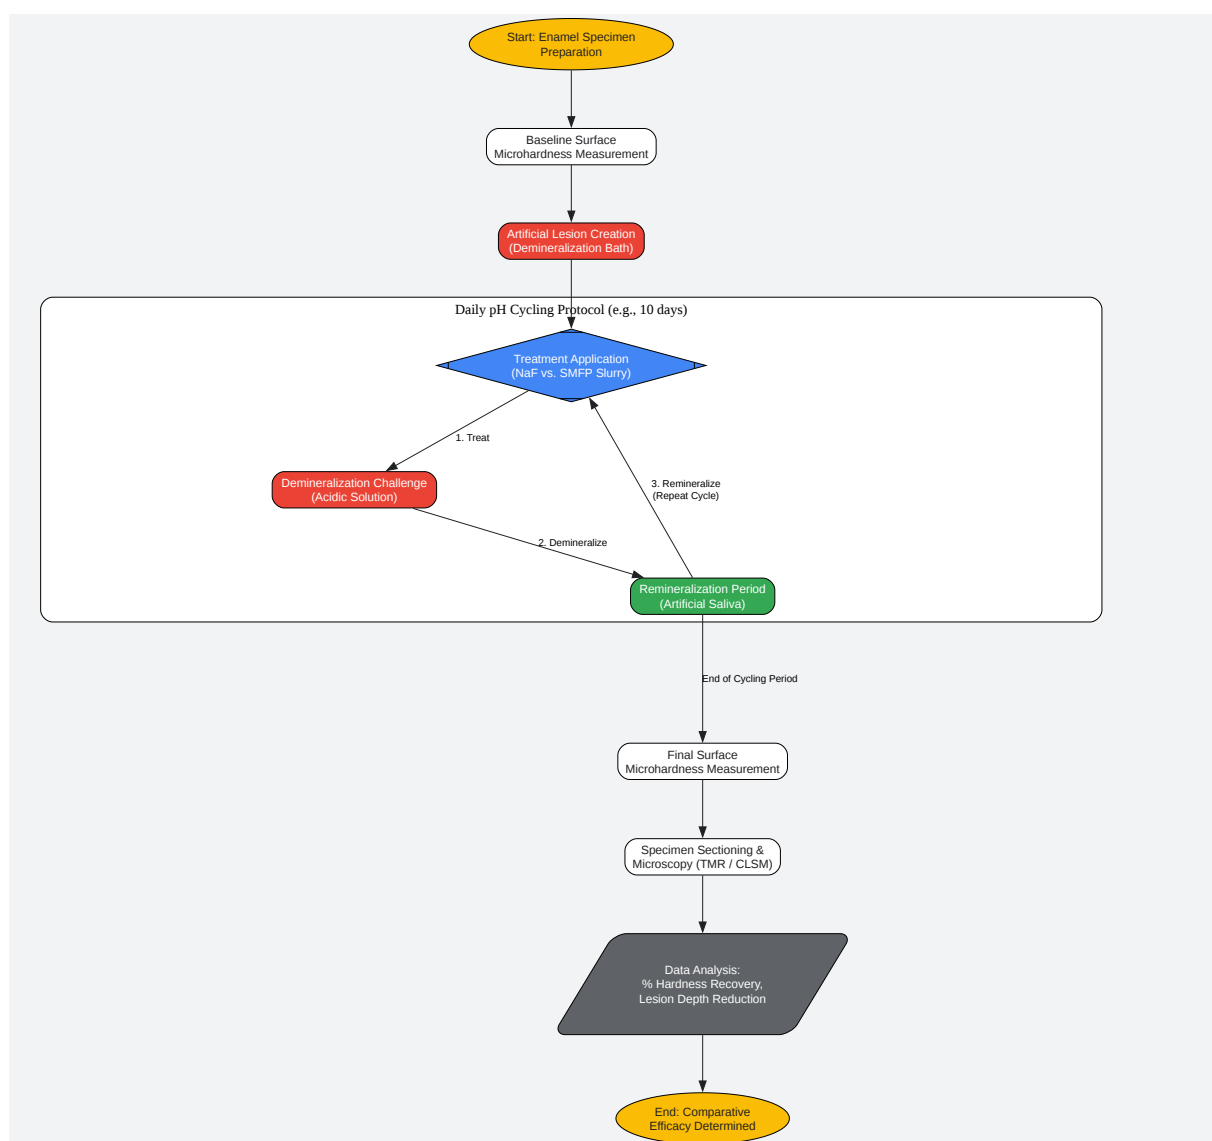 Start: Enamel Specimen
Preparation
Baseline Surface
Microhardness Measurement
Artificial Lesion Creation
(Demineralization Bath)
Daily pH Cycling Protocol (e.g., 10 days)
Treatment Application
(NaF vs. SMFP Slurry)
1. Treat
Demineralization Challenge
(Acidic Solution)
3. Remineralize
(Repeat Cycle)
2. Demineralize
Remineralization Period
(Artificial Saliva)
End of Cycling Period
Final Surface
Microhardness Measurement
Specimen Sectioning &
Microscopy (TMR / CLSM)
Data Analysis:
% Hardness Recovery,
Lesion Depth Reduction
End: Comparative
Efficacy Determined